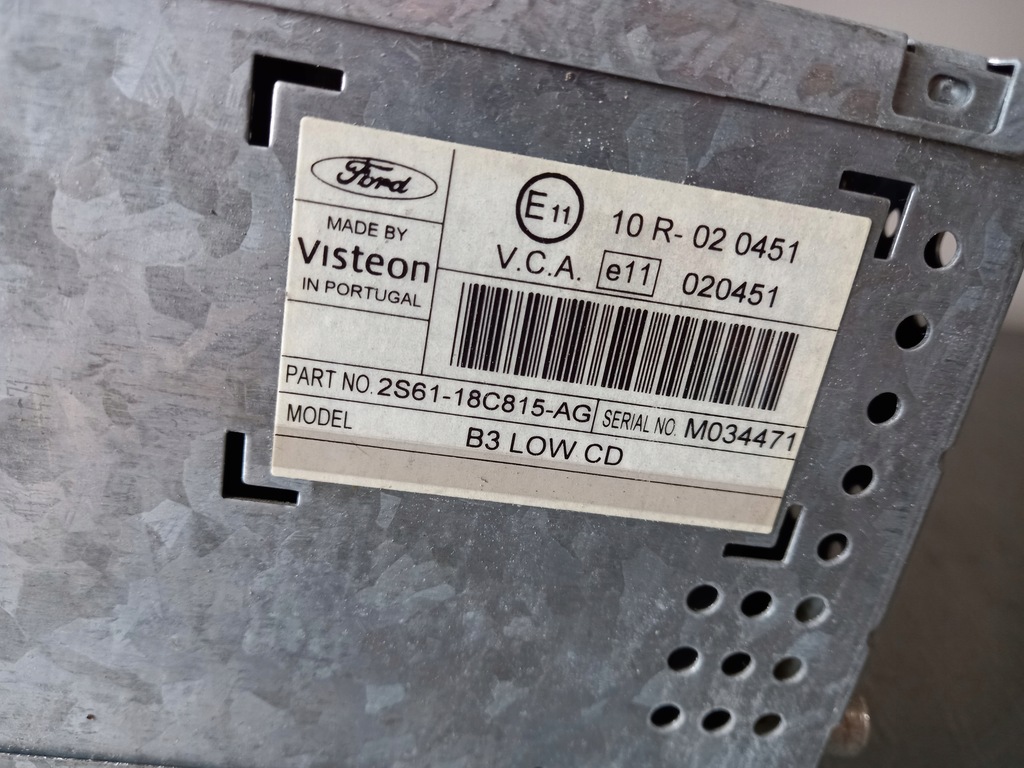 Ford
MADE BY
Visteon
IN PORTUGAL
E11 10 R- 02 0451
V.C.A. e11 020451
PART NO. 2S61-18C815-AG SERIAL NO. M034471
MODEL B3 LOW CD